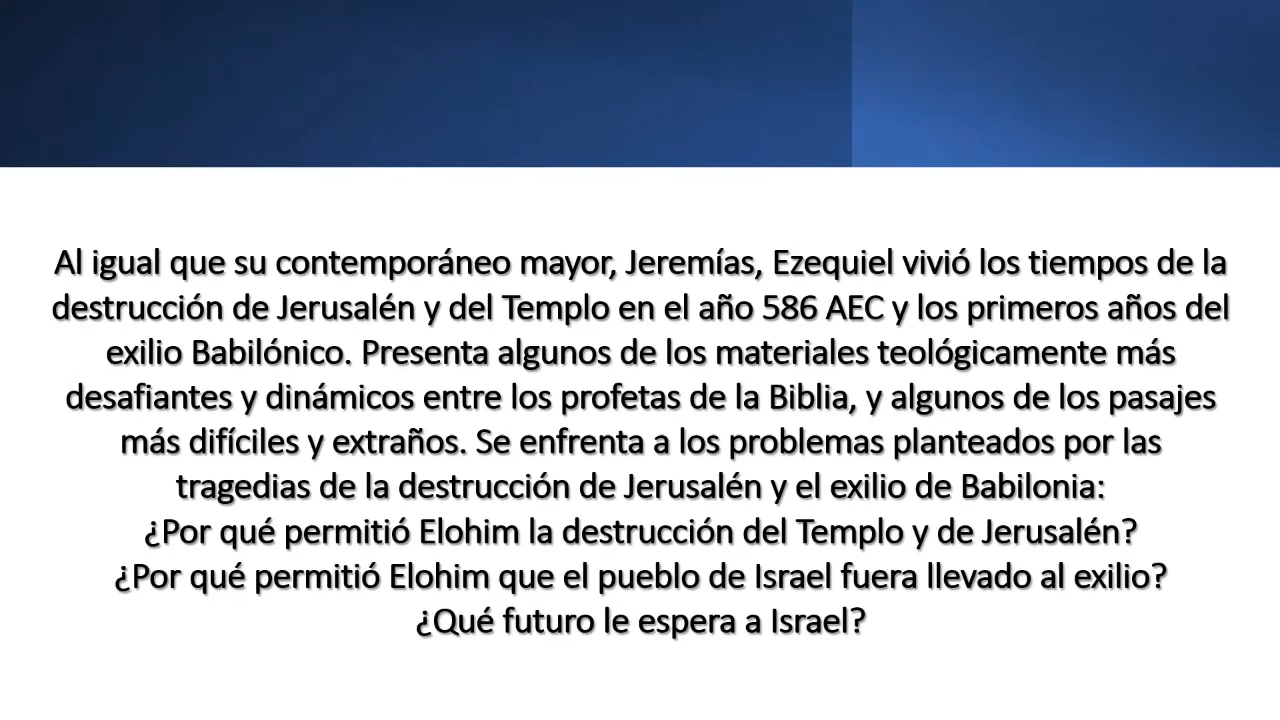 Al igual que su contemporáneo mayor, Jeremías, Ezequiel vivió los tiempos de la
destrucción de Jerusalén y del Templo en el año 586 AEC y los primeros años del
exilio Babilónico. Presenta algunos de los materiales teológicamente más
desafiantes y dinámicos entre los profetas de la Biblia, y algunos de los pasajes
más difíciles y extraños. Se enfrenta a los problemas planteados por las
tragedias de la destrucción de Jerusalén y el exilio de Babilonia:
¿Por qué permitió Elohim la destrucción del Templo y de Jerusalén?
¿Por qué permitió Elohim que el pueblo de Israel fuera llevado al exilio?
¿Qué futuro le espera a Israel?